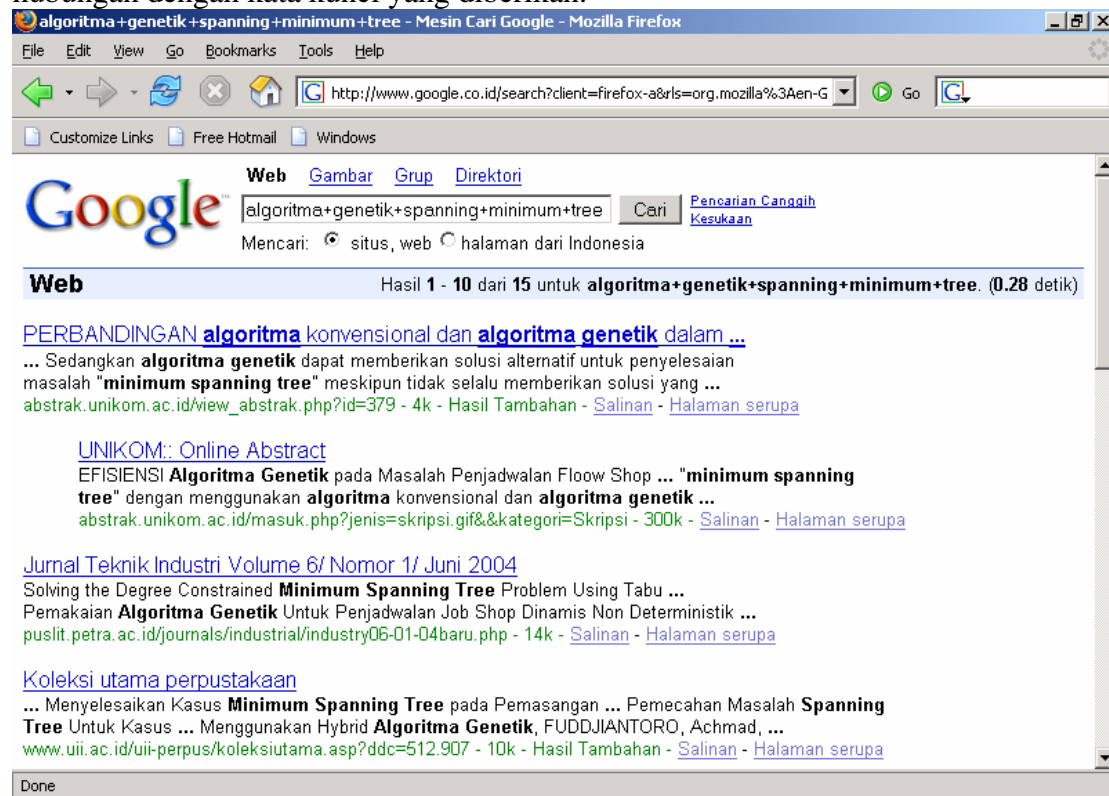 hubungan dengan kata kunci yang diberikan.
algoritma+genetik+spanning+minimum+tree - Mesin Cari Google - Mozilla Firefox
File Edit View Go Bookmarks Tools Help
http://www.google.co.id/search?client=firefox-a&rls=org.mozilla%3Aen-G Go
Customize Links Free Hotmail Windows
Web Gambar Grup Direktori
Google™ algoritma+genetik+spanning+minimum+tree Cari Pencarian Canggih
Kesukaan
Mencari: situs, web halaman dari Indonesia
Web Hasil 1 - 10 dari 15 untuk algoritma+genetik+spanning+minimum+tree. (0.28 detik)
PERBANDINGAN algoritma konvensional dan algoritma genetik dalam ...
... Sedangkan algoritma genetik dapat memberikan solusi alternatif untuk penyelesaian
masalah "minimum spanning tree" meskipun tidak selalu memberikan solusi yang ...
abstrak.unikom.ac.id/view_abstrak.php?id=379 - 4k - Hasil Tambahan - Salinan - Halaman serupa
UNIKOM:: Online Abstract
EFISIENSI Algoritma Genetik pada Masalah Penjadwalan Floow Shop ... "minimum spanning
tree" dengan menggunakan algoritma konvensional dan algoritma genetik ...
abstrak.unikom.ac.id/masuk.php?jenis=skripsi.gif&&kategori=Skripsi - 300k - Salinan - Halaman serupa
Jurnal Teknik Industri Volume 6/ Nomor 1/ Juni 2004
Solving the Degree Constrained Minimum Spanning Tree Problem Using Tabu ...
Pemakaian Algoritma Genetik Untuk Penjadwalan Job Shop Dinamis Non Deterministik ...
puslit.petra.ac.id/journals/industrial/industry06-01-04baru.php - 14k - Salinan - Halaman serupa
Koleksi utama perpustakaan
... Menyelesaikan Kasus Minimum Spanning Tree pada Pemasangan ... Pemecahan Masalah Spanning
Tree Untuk Kasus ... Menggunakan Hybrid Algoritma Genetik, FUDDJIANTORO, Achmad, ...
www.uii.ac.id/uii-perpus/koleksiutama.asp?ddc=512.907 - 10k - Hasil Tambahan - Salinan - Halaman serupa
Done